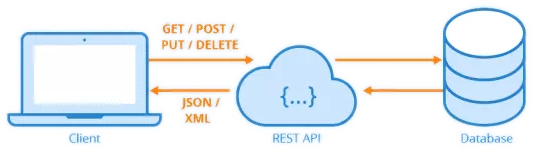 GET / POST /
PUT / DELETE
JSON /
XML
{...}
Client
REST API
Database